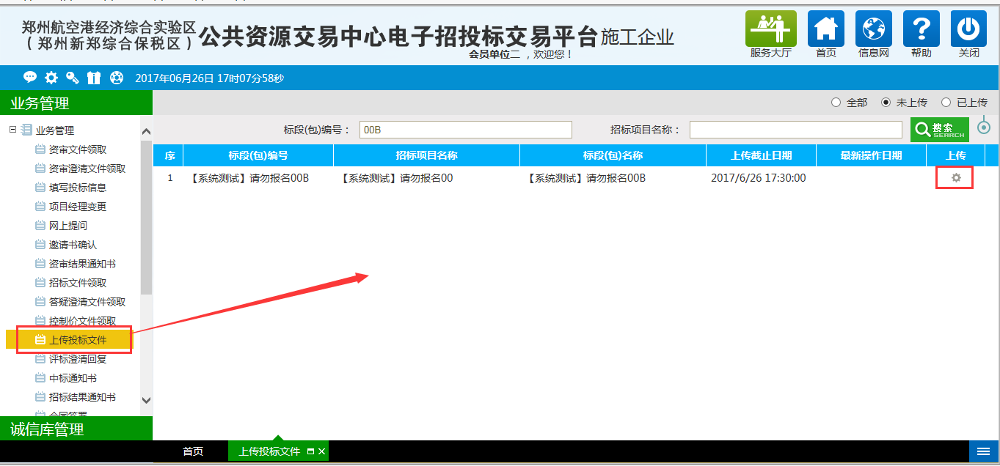 郑州航空港经济综合实验区
（郑州新郑综合保税区）
公共资源交易中心电子招投标交易平台施工企业
会员单位二 ，欢迎您！
服务大厅
首页
信息网
帮助
关闭
2017年06月26日 17时07分58秒
业务管理
全部
未上传
已上传
标段(包)编号：
00B
招标项目名称：
搜索
SEARCH
序 标段(包)编号 招标项目名称 标段(包)名称 上传截止日期 最新操作日期 上传
1 【系统测试】请勿报名00B 【系统测试】请勿报名00 【系统测试】请勿报名00B 2017/6/26 17:30:00
业务管理
资审文件领取
资审澄清文件领取
填写投标信息
项目经理变更
网上提问
邀请书确认
资审结果通知书
招标文件领取
答疑澄清文件领取
控制价文件领取
上传投标文件
评标澄清回复
中标通知书
招标结果通知书
诚信库管理
首页
上传投标文件